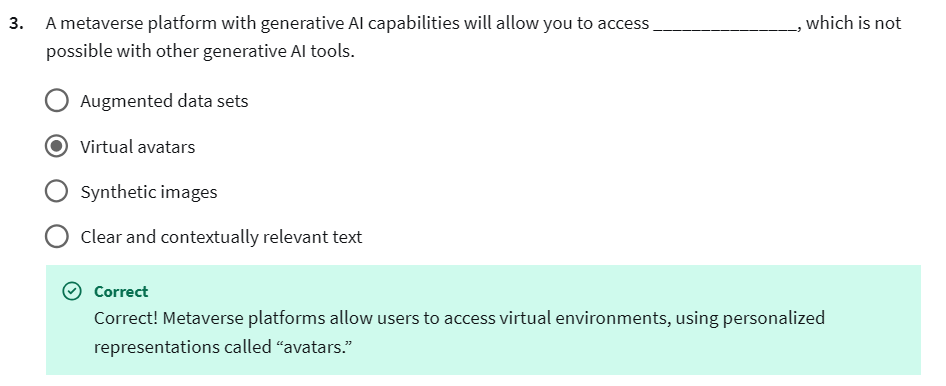 3. A metaverse platform with generative AI capabilities will allow you to access _______________, which is not
possible with other generative AI tools.
Augmented data sets
Virtual avatars
Synthetic images
Clear and contextually relevant text
Correct
Correct! Metaverse platforms allow users to access virtual environments, using personalized
representations called “avatars.”